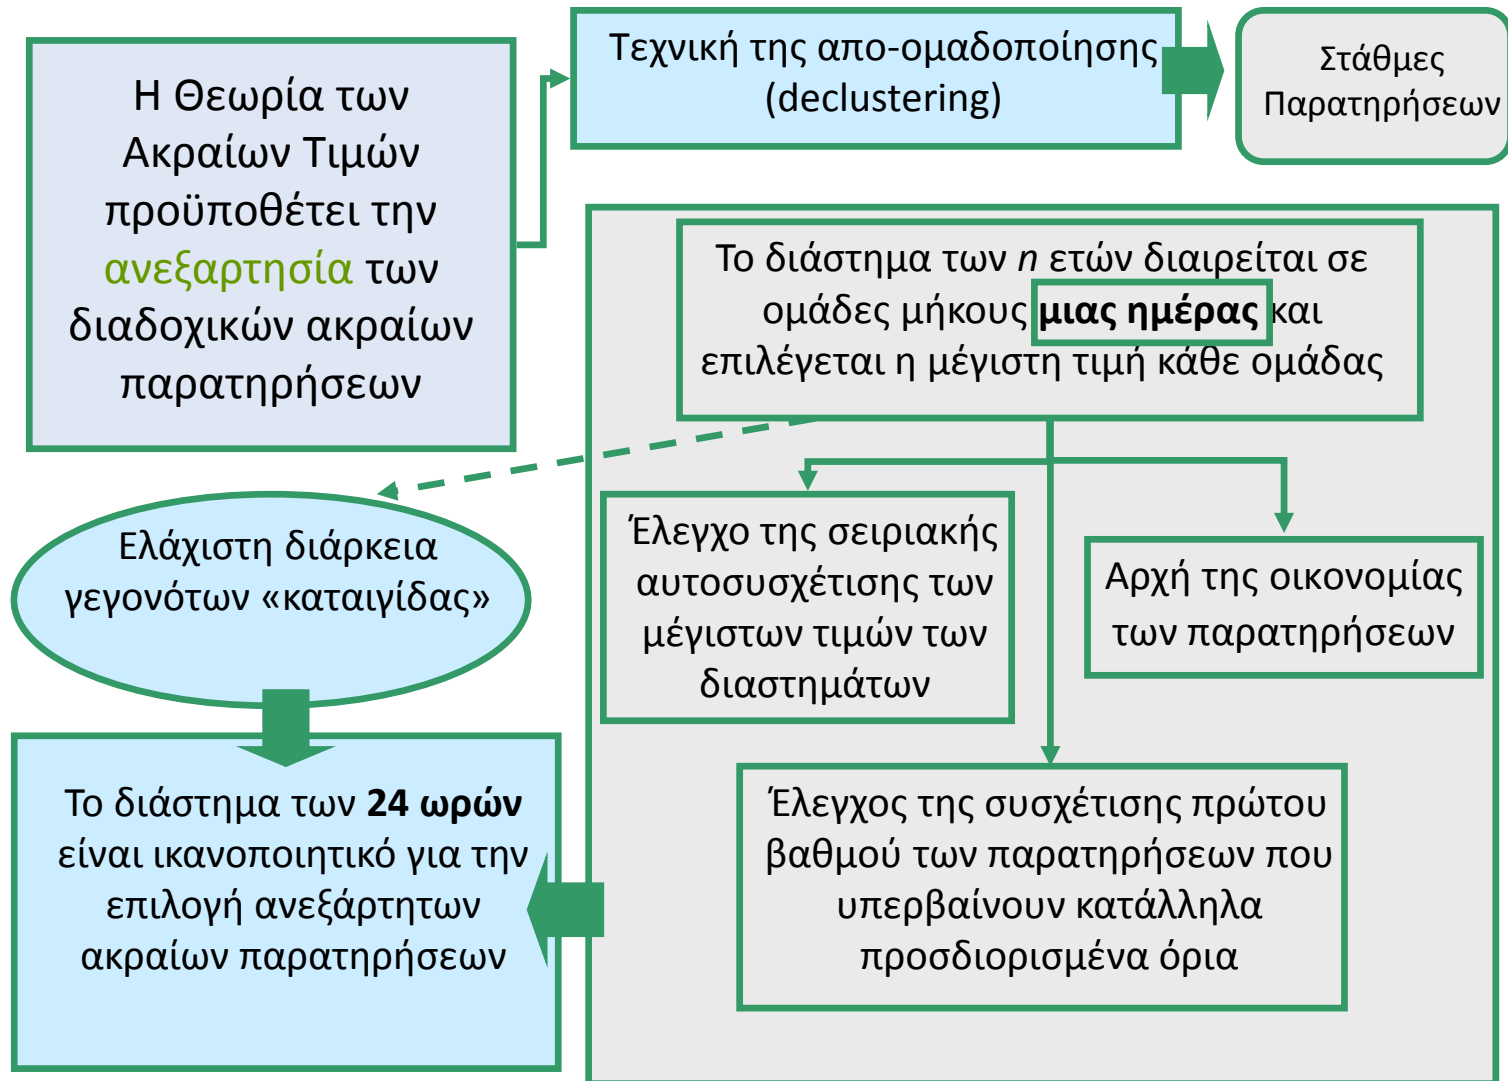 Η Θεωρία των
Ακραίων Τιμών
προϋποθέτει την
ανεξαρτησία των
διαδοχικών ακραίων
παρατηρήσεων
Τεχνική της απο-ομαδοποίησης
(declustering)
Στάθμες
Παρατηρήσεων
Το διάστημα των n ετών διαιρείται σε
ομάδες μήκους μιας ημέρας και
επιλέγεται η μέγιστη τιμή κάθε ομάδας
Έλεγχο της σειριακής
αυτοσυσχέτισης των
μέγιστων τιμών των
διαστημάτων
Αρχή της οικονομίας
των παρατηρήσεων
Έλεγχος της συσχέτισης πρώτου
βαθμού των παρατηρήσεων που
υπερβαίνουν κατάλληλα
προσδιορισμένα όρια
Ελάχιστη διάρκεια
γεγονότων «καταιγίδας»
Το διάστημα των 24 ωρών
είναι ικανοποιητικό για την
επιλογή ανεξάρτητων
ακραίων παρατηρήσεων